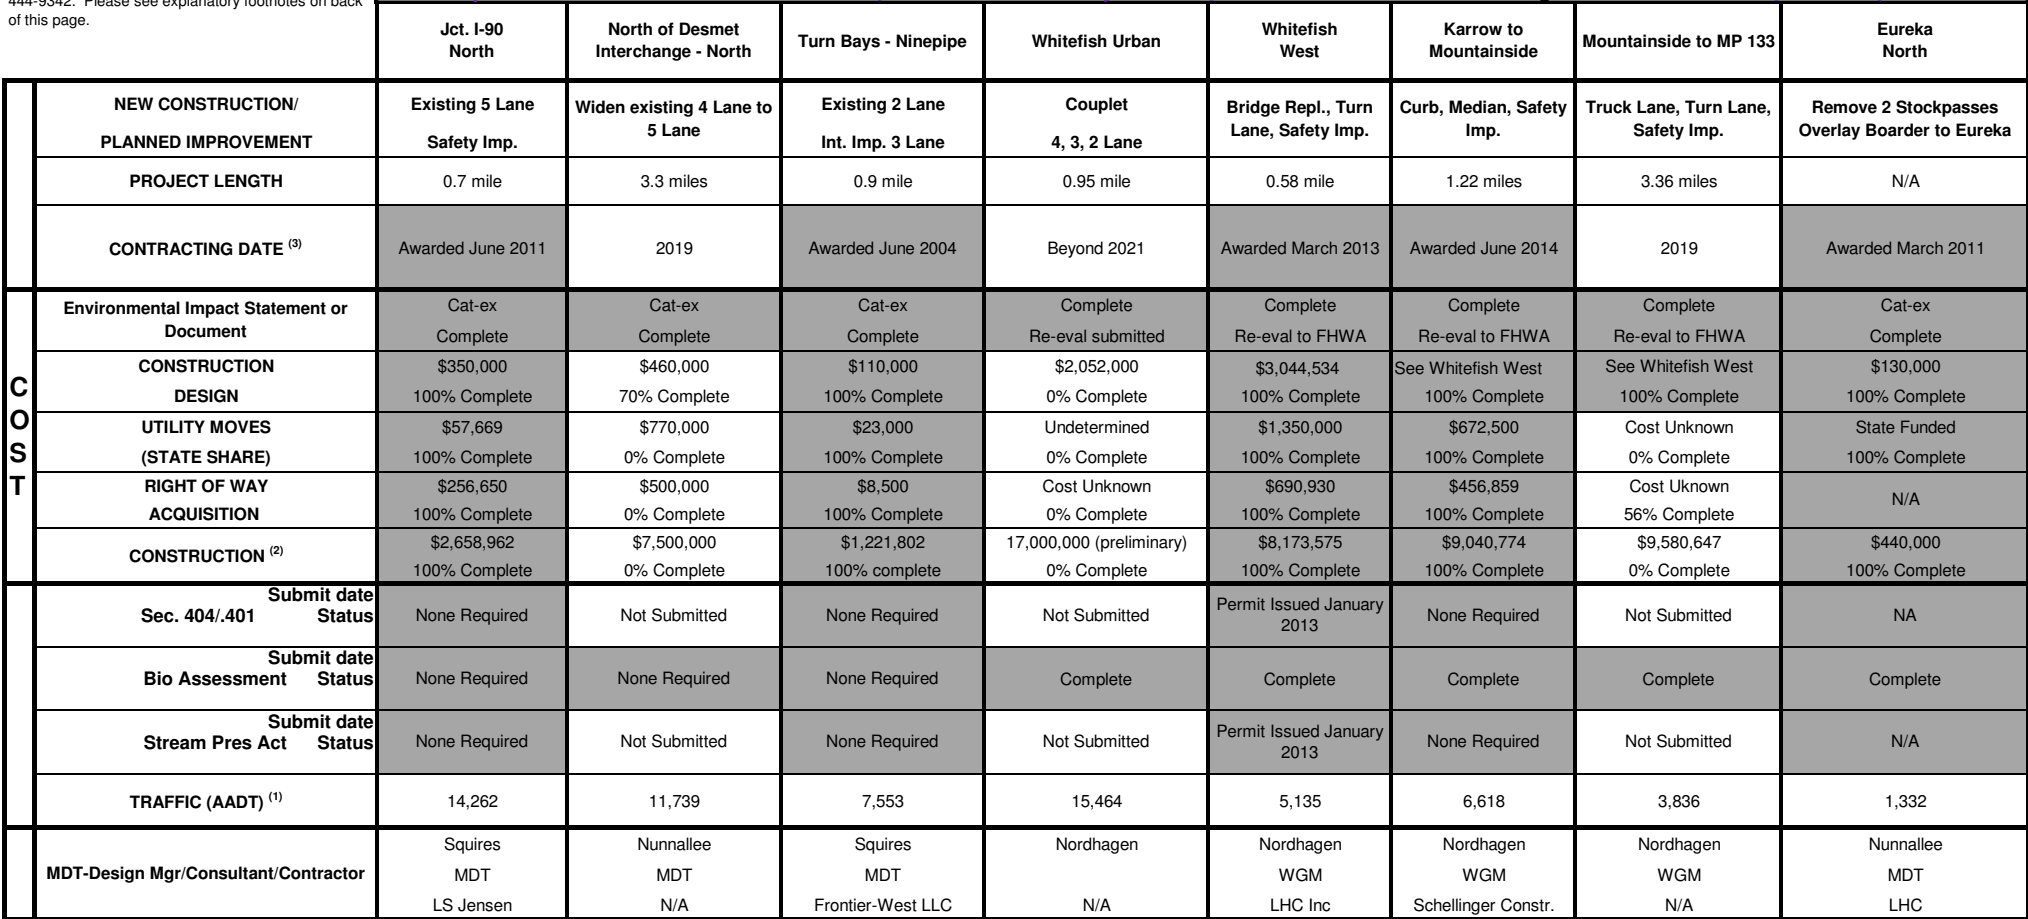 444-9342. Please see explanatory footnotes on back
of this page.
Jct. I-90
North
North of Desmet
Interchange - North
Turn Bays - Ninepipe
Whitefish Urban
Whitefish
West
Karrow to
Mountainside
Mountainside to MP 133
Eureka
North
NEW CONSTRUCTION/
PLANNED IMPROVEMENT
Existing 5 Lane
Safety Imp.
Widen existing 4 Lane to
5 Lane
Existing 2 Lane
Int. Imp. 3 Lane
Couplet
4, 3, 2 Lane
Bridge Repl., Turn
Lane, Safety Imp.
Curb, Median, Safety
Imp.
Truck Lane, Turn Lane,
Safety Imp.
Remove 2 Stockpasses
Overlay Boarder to Eureka
PROJECT LENGTH
0.7 mile
3.3 miles
0.9 mile
0.95 mile
0.58 mile
1.22 miles
3.36 miles
N/A
CONTRACTING DATE (3)
Awarded June 2011
2019
Awarded June 2004
Beyond 2021
Awarded March 2013
Awarded June 2014
2019
Awarded March 2011
COST
Environmental Impact Statement or
Document
Cat-ex
Complete
Cat-ex
Complete
Cat-ex
Complete
Complete
Re-eval submitted
Complete
Re-eval to FHWA
Complete
Re-eval to FHWA
Complete
Re-eval to FHWA
Cat-ex
Complete
CONSTRUCTION
DESIGN
$350,000
100% Complete
$460,000
70% Complete
$110,000
100% Complete
$2,052,000
0% Complete
$3,044,534
100% Complete
See Whitefish West
100% Complete
See Whitefish West
100% Complete
$130,000
100% Complete
UTILITY MOVES
(STATE SHARE)
$57,669
100% Complete
$770,000
0% Complete
$23,000
100% Complete
Undetermined
0% Complete
$1,350,000
100% Complete
$672,500
100% Complete
Cost Unknown
0% Complete
State Funded
100% Complete
RIGHT OF WAY
ACQUISITION
$256,650
100% Complete
$500,000
0% Complete
$8,500
100% Complete
Cost Unknown
0% Complete
$690,930
100% Complete
$456,859
100% Complete
Cost Uknown
56% Complete
N/A
CONSTRUCTION (2)
$2,658,962
100% Complete
$7,500,000
0% Complete
$1,221,802
100% complete
17,000,000 (preliminary)
0% Complete
$8,173,575
100% Complete
$9,040,774
100% Complete
$9,580,647
0% Complete
$440,000
100% Complete
Submit date
Sec. 404/.401 Status
None Required
Not Submitted
None Required
Not Submitted
Permit Issued January
2013
None Required
Not Submitted
NA
Submit date
Bio Assessment Status
None Required
None Required
None Required
Complete
Complete
Complete
Complete
Complete
Submit date
Stream Pres Act Status
None Required
Not Submitted
None Required
Not Submitted
Permit Issued January
2013
None Required
Not Submitted
N/A
TRAFFIC (AADT) (1)
14,262
11,739
7,553
15,464
5,135
6,618
3,836
1,332
MDT-Design Mgr/Consultant/Contractor
Squires
MDT
LS Jensen
Nunnallee
MDT
N/A
Squires
MDT
Frontier-West LLC
Nordhagen
N/A
Nordhagen
WGM
LHC Inc
Nordhagen
WGM
Schellinger Constr.
Nordhagen
WGM
N/A
Nunnallee
MDT
LHC